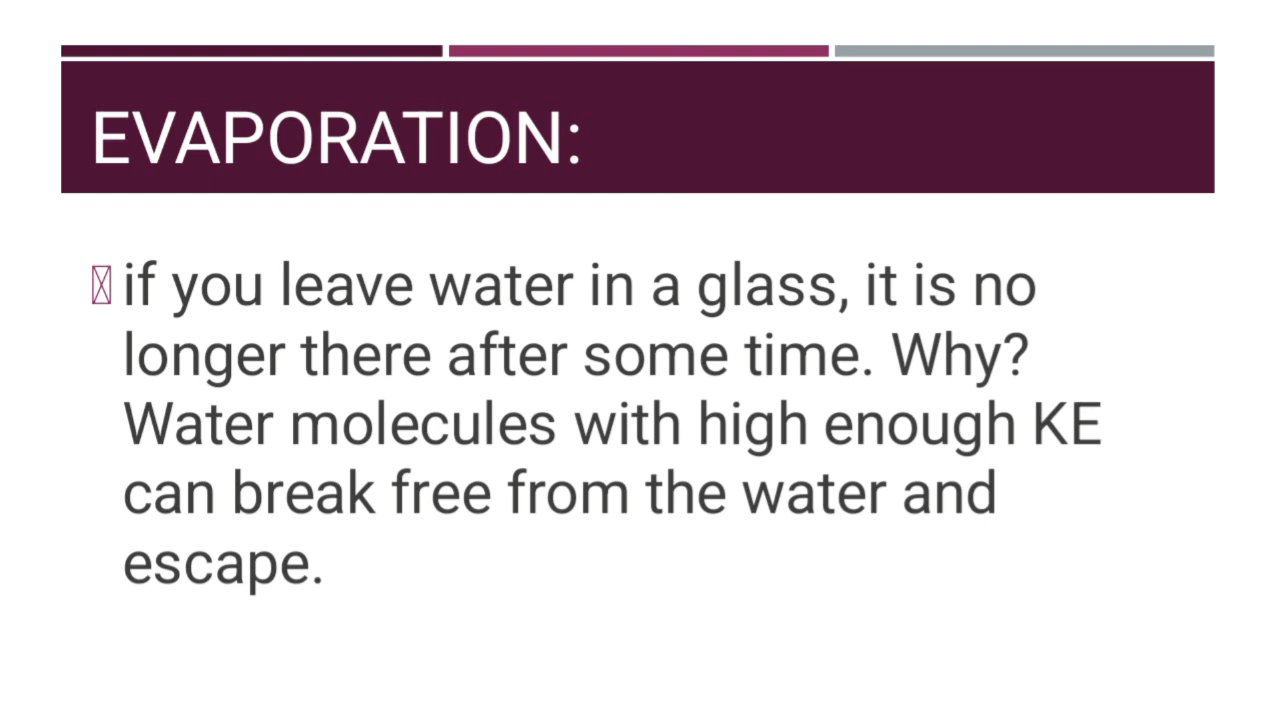 EVAPORATION:
if you leave water in a glass, it is no
longer there after some time. Why?
Water molecules with high enough KE
can break free from the water and
escape.